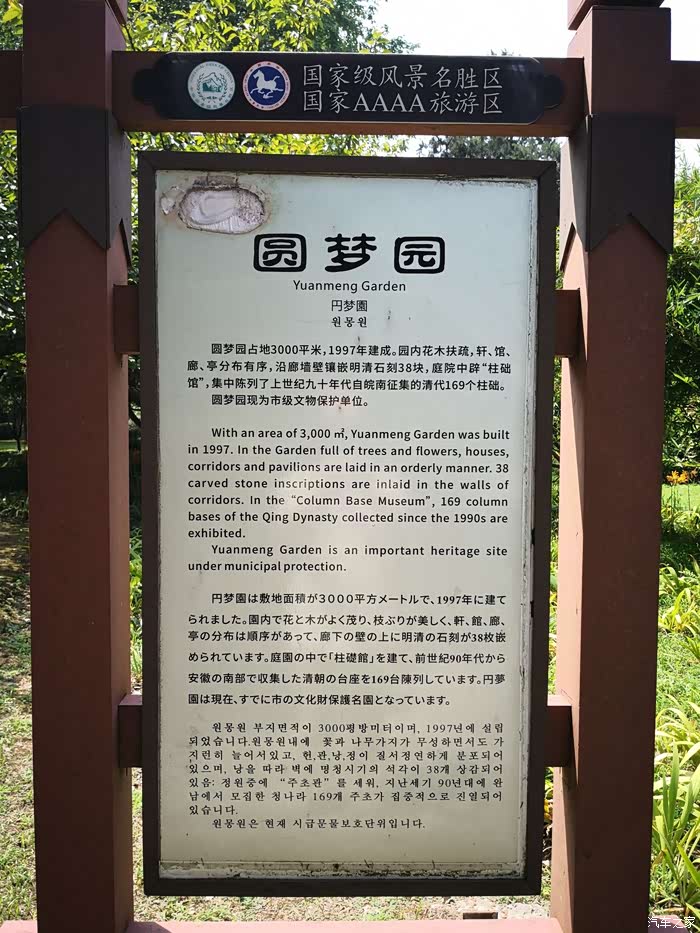 国家级风景名胜区
国家AAAA旅游区
圆梦园
Yuanmeng Garden
円梦園
원몽원
圆梦园占地3000平米，1997年建成。园内花木扶疏，轩、馆、
廊、亭分布有序，沿廊墙壁镶嵌明清石刻38块，庭院中辟“柱础
馆”，集中陈列了上世纪九十年代自皖南征集的清代169个柱础。
圆梦园现为市级文物保护单位。
With an area of 3,000 ㎡, Yuanmeng Garden was built
in 1997. In the Garden full of trees and flowers, houses,
corridors and pavilions are laid in an orderly manner. 38
carved stone inscriptions are inlaid in the walls of
corridors. In the “Column Base Museum”, 169 column
bases of the Qing Dynasty collected since the 1990s are
exhibited.
Yuanmeng Garden is an important heritage site
under municipal protection.
円梦園は敷地面積が３０００平方メートルで、1997年に建て
られました。園内で花と木がよく茂り、枝ぶりが美しく、軒、館、廊、
亭の分布は順序があって、廊下の壁の上に明清の石刻が38枚嵌
められています。庭園の中で「柱礎館」を建て、前世紀90年代から
安徽の南部で収集した清朝の台座を169台陳列しています。円夢
園は現在、すでに市の文化財保護名園となっています。
원몽원 부지면적이 3000평방미터이며, 1997년에 설립
되었습니다.원몽원내에 꽃과 나무가지가 무성하면서도 가
지런히 늘어서있고, 헌,관,낭,정이 질서정연하게 분포되어
있으며, 낭을 따라 벽에 명청시기의 석각이 38개 상감되어
있음: 정원중에 “주초관” 를 세워, 지난세기 90년대에 완
남에서 모집한 청나라 169개 주초가 집중적으로 진열되어
있습니다.
원몽원은 현재 시급문물보호단위입니다.
汽车之家